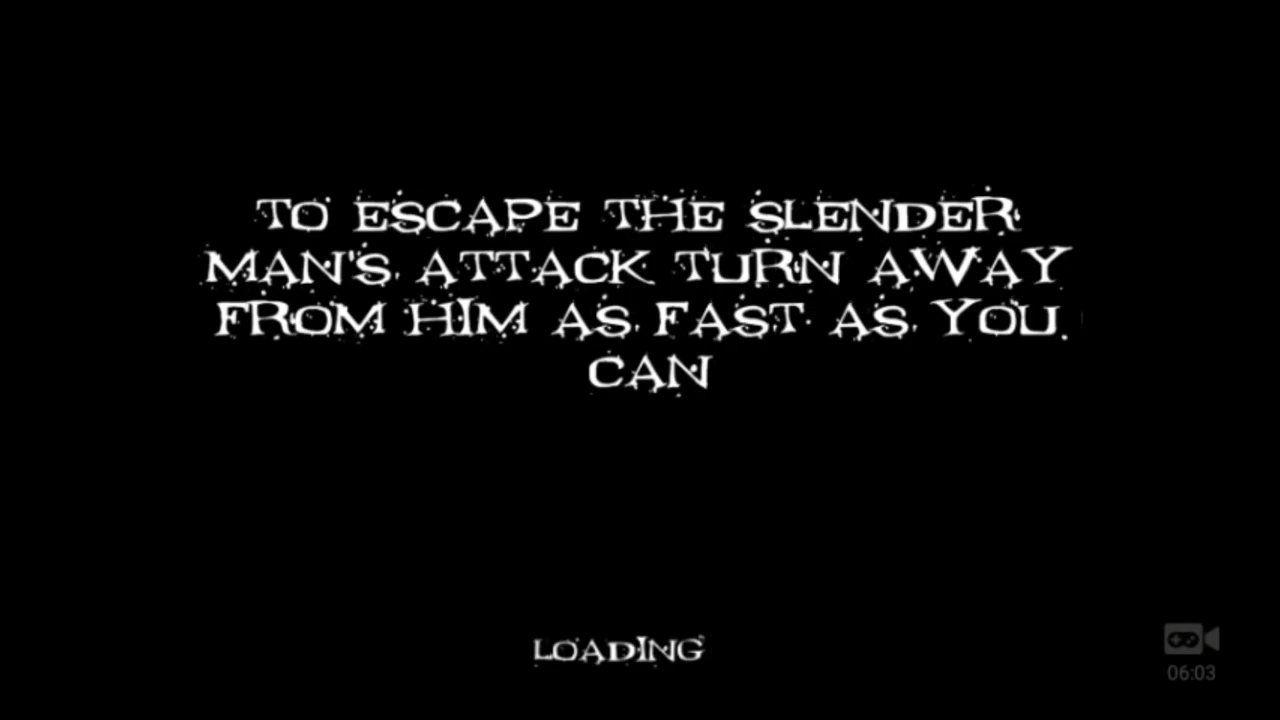 TO ESCAPE THE SLENDER
MAN'S ATTACK TURN AWAY
FROM HIM AS FAST AS YOU
CAN
LOADING
06:03